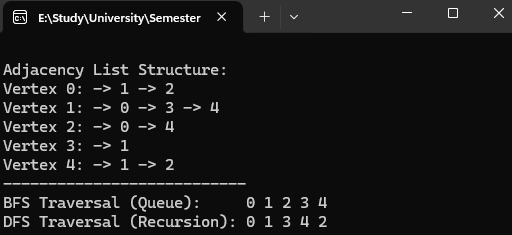 E:\Study\University\Semester
Adjacency List Structure:
Vertex 0: -> 1 -> 2
Vertex 1: -> 0 -> 3 -> 4
Vertex 2: -> 0 -> 4
Vertex 3: -> 1
Vertex 4: -> 1 -> 2
---------------------------
BFS Traversal (Queue):     0 1 2 3 4
DFS Traversal (Recursion): 0 1 3 4 2